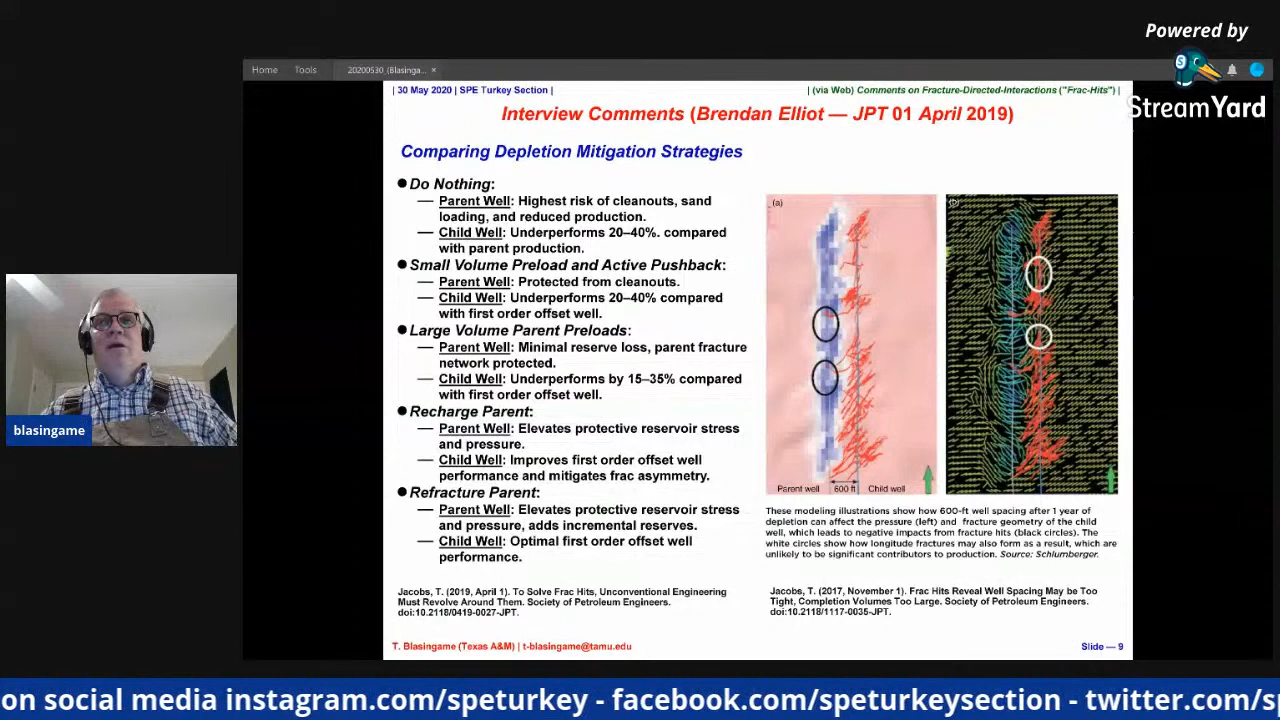 Powered by
StreamYard
Home Tools 20200530_(Blasinga... ×
| 30 May 2020 | SPE Turkey Section |
| (via Web) Comments on Fracture-Directed-Interactions ("Frac-Hits") |
Interview Comments (Brendan Elliot — JPT 01 April 2019)
Comparing Depletion Mitigation Strategies
● Do Nothing:
— Parent Well: Highest risk of cleanouts, sand
loading, and reduced production.
— Child Well: Underperforms 20–40%. compared
with parent production.
● Small Volume Preload and Active Pushback:
— Parent Well: Protected from cleanouts.
— Child Well: Underperforms 20–40% compared
with first order offset well.
● Large Volume Parent Preloads:
— Parent Well: Minimal reserve loss, parent fracture
network protected.
— Child Well: Underperforms by 15–35% compared
with first order offset well.
● Recharge Parent:
— Parent Well: Elevates protective reservoir stress
and pressure.
— Child Well: Improves first order offset well
performance and mitigates frac asymmetry.
● Refracture Parent:
— Parent Well: Elevates protective reservoir stress
and pressure, adds incremental reserves.
— Child Well: Optimal first order offset well
performance.
(a)
(b)
Parent well 600 ft Child well
These modeling illustrations show how 600-ft well spacing after 1 year of
depletion can affect the pressure (left) and fracture geometry of the child
well, which leads to negative impacts from fracture hits (black circles). The
white circles show how longitude fractures may also form as a result, which are
unlikely to be significant contributors to production. Source: Schlumberger.
Jacobs, T. (2019, April 1). To Solve Frac Hits, Unconventional Engineering
Must Revolve Around Them. Society of Petroleum Engineers.
doi:10.2118/0419-0027-JPT.
Jacobs, T. (2017, November 1). Frac Hits Reveal Well Spacing May be Too
Tight, Completion Volumes Too Large. Society of Petroleum Engineers.
doi:10.2118/1117-0035-JPT.
T. Blasingame (Texas A&M) | t-blasingame@tamu.edu
Slide — 9
blasingame
on social media instagram.com/speturkey - facebook.com/speturkeysection - twitter.com/s